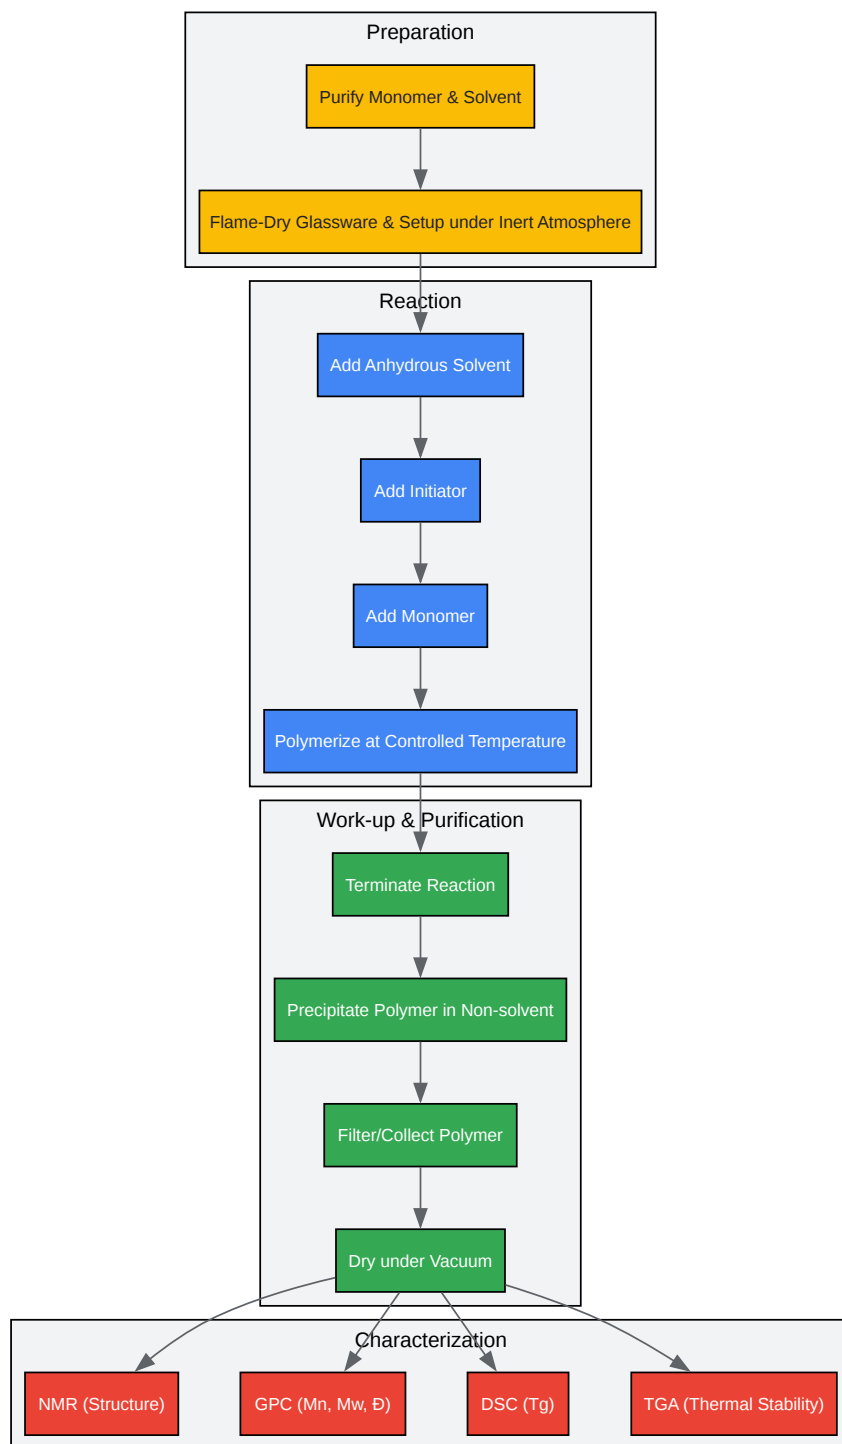 Preparation
Purify Monomer & Solvent
Flame-Dry Glassware & Setup under Inert Atmosphere
Reaction
Add Anhydrous Solvent
Add Initiator
Add Monomer
Polymerize at Controlled Temperature
Work-up & Purification
Terminate Reaction
Precipitate Polymer in Non-solvent
Filter/Collect Polymer
Dry under Vacuum
Characterization
NMR (Structure)
GPC (Mn, Mw, Đ)
DSC (Tg)
TGA (Thermal Stability)